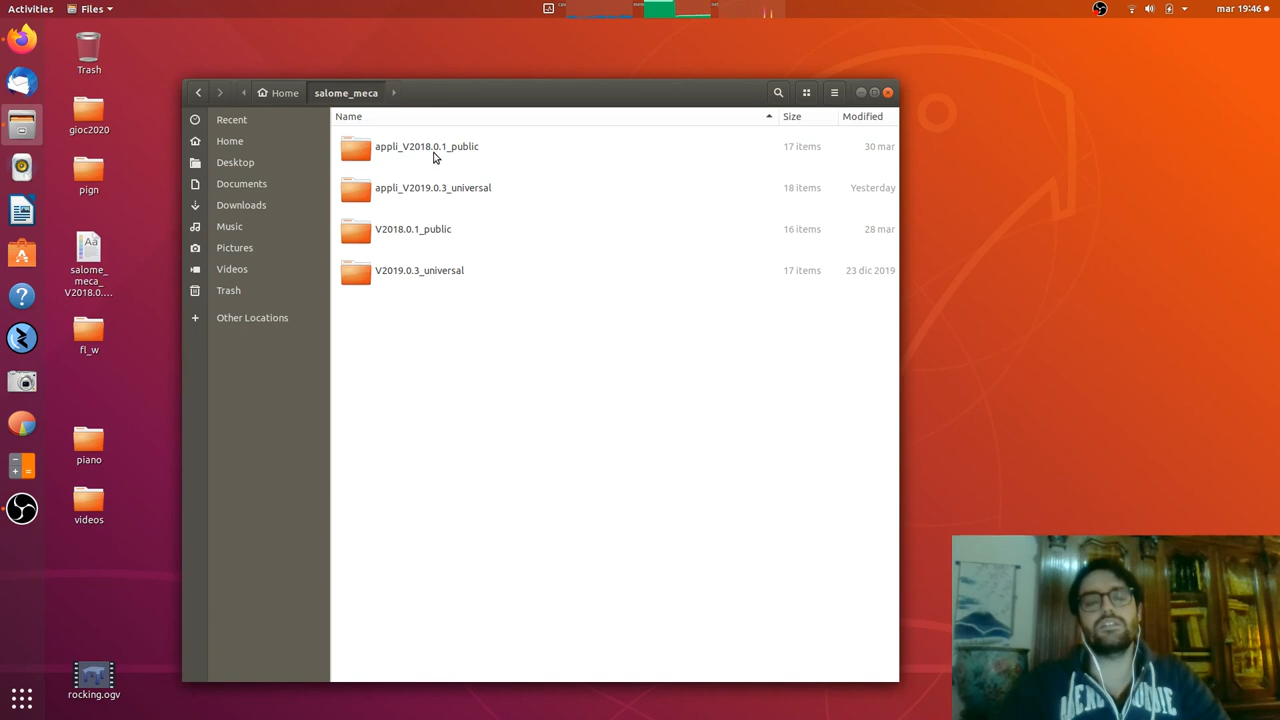 Activities Files mar 19:46
Trash
gioc2020
pign
salome_
meca_
V2018.0....
fl_w
piano
videos
rocking.ogv
Home salome_meca
Recent
Home
Desktop
Documents
Downloads
Music
Pictures
Videos
Trash
Other Locations
Name Size Modified
appli_V2018.0.1_public 17 items 30 mar
appli_V2019.0.3_universal 18 items Yesterday
V2018.0.1_public 16 items 28 mar
V2019.0.3_universal 17 items 23 dic 2019